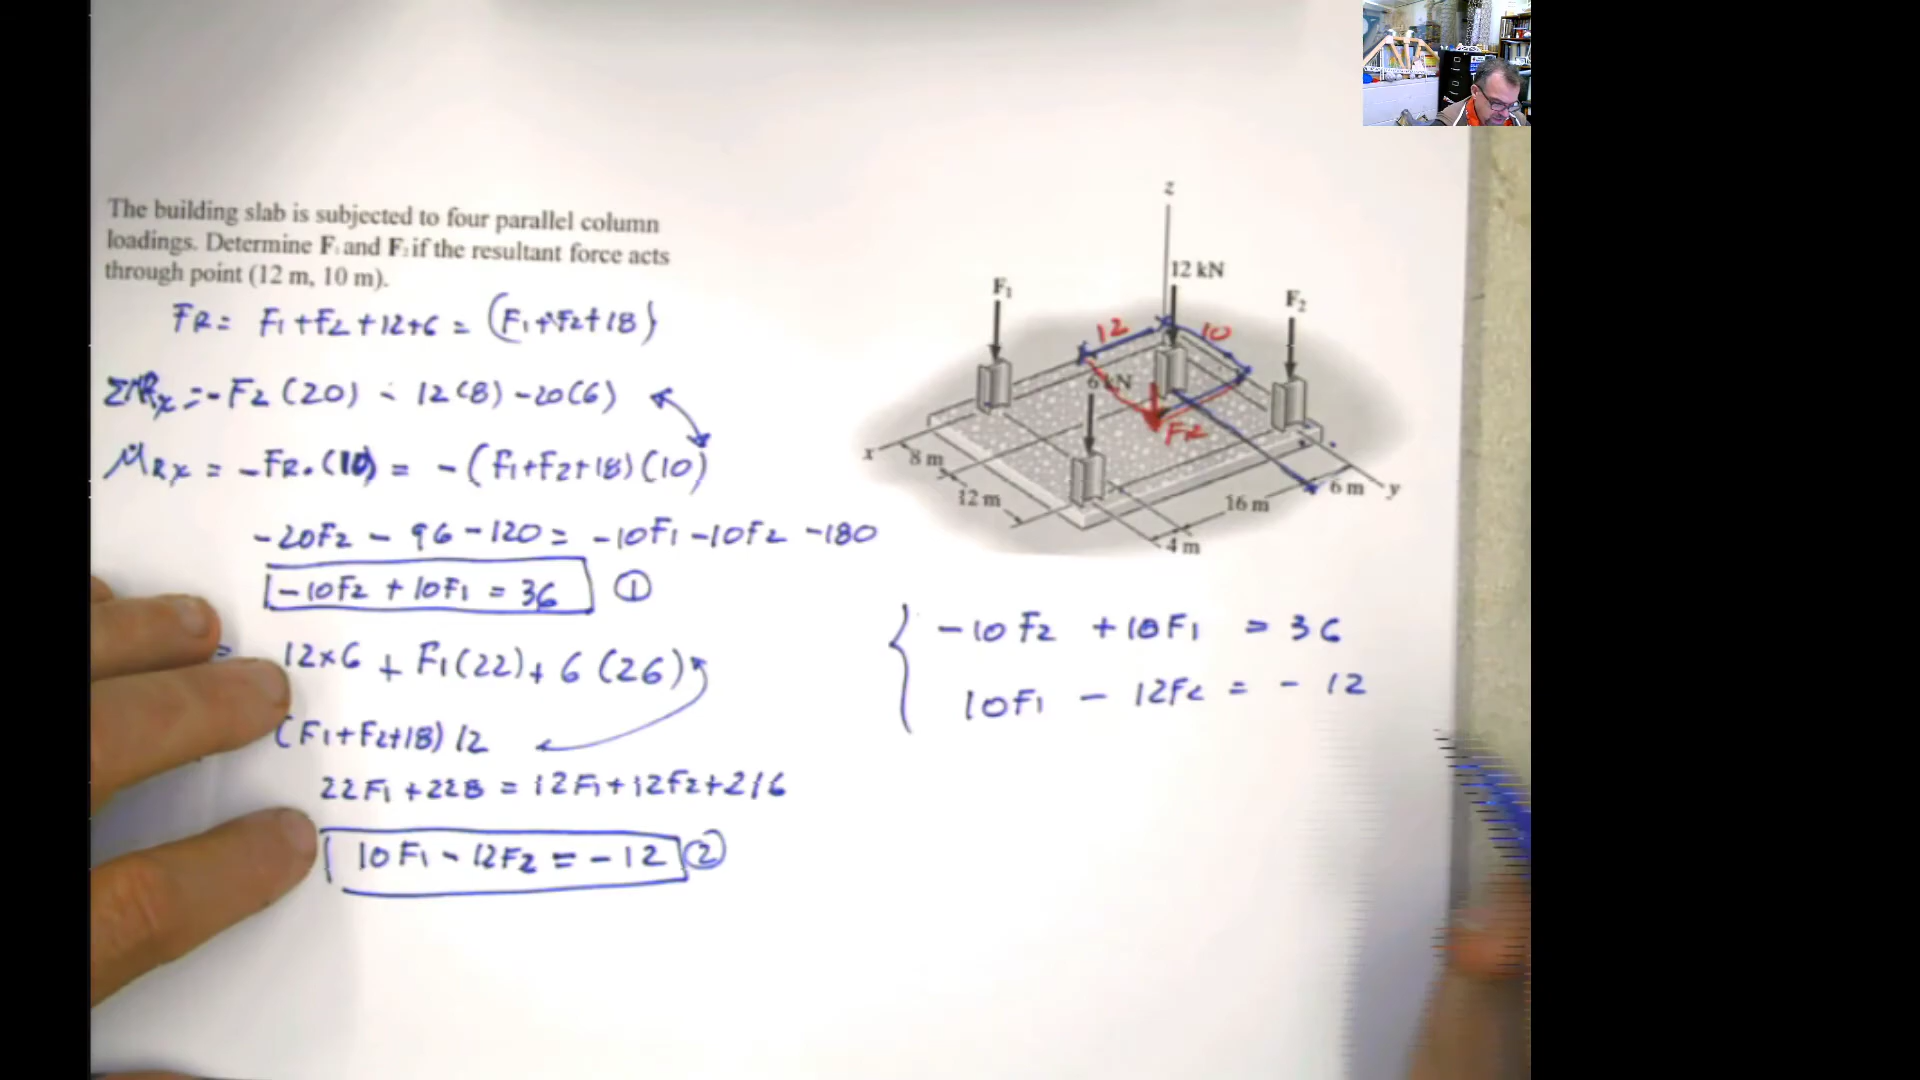 The building slab is subjected to four parallel column
loadings. Determine F₁ and F₂ if the resultant force acts
through point (12 m, 10 m).
FR = F1 + F2 + 12 + 6 = (F1 + F2 + 18)
ΣMRx = - F2 (20) - 12 (8) - 20 (6)
MRx = - FR . (10) = - (F1 + F2 + 18) (10)
-20F2 - 96 - 120 = -10F1 - 10F2 - 180
-10F2 + 10F1 = 36 ①
= 12x6 + F1 (22) + 6 (26)
(F1 + F2 + 18) 12
22F1 + 228 = 12F1 + 12F2 + 216
10F1 - 12F2 = - 12 ②
z
12 kN
F₁
F₂
12
10
6 kN
FR
x
8 m
12 m
16 m
6 m
y
4 m
-10F2 + 10F1 = 36
10F1 - 12F2 = - 12